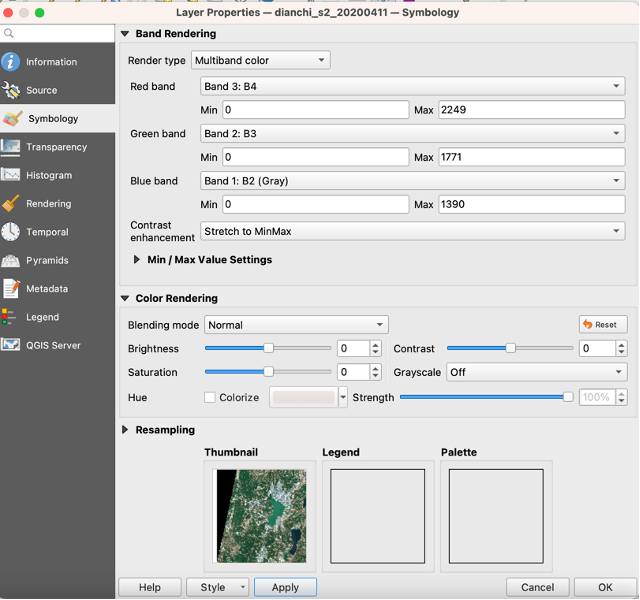 Layer Properties — dianchi_s2_20200411 — Symbology
Information
Source
Symbology
Transparency
Histogram
Rendering
Temporal
Pyramids
Metadata
Legend
QGIS Server
Band Rendering
Render type Multiband color
Red band Band 3: B4
Min 0 Max 2249
Green band Band 2: B3
Min 0 Max 1771
Blue band Band 1: B2 (Gray)
Min 0 Max 1390
Contrast
enhancement Stretch to MinMax
Min / Max Value Settings
Color Rendering
Blending mode Normal Reset
Brightness 0 Contrast 0
Saturation 0 Grayscale Off
Hue Colorize Strength 100%
Resampling
Thumbnail Legend Palette
Help Style Apply Cancel OK